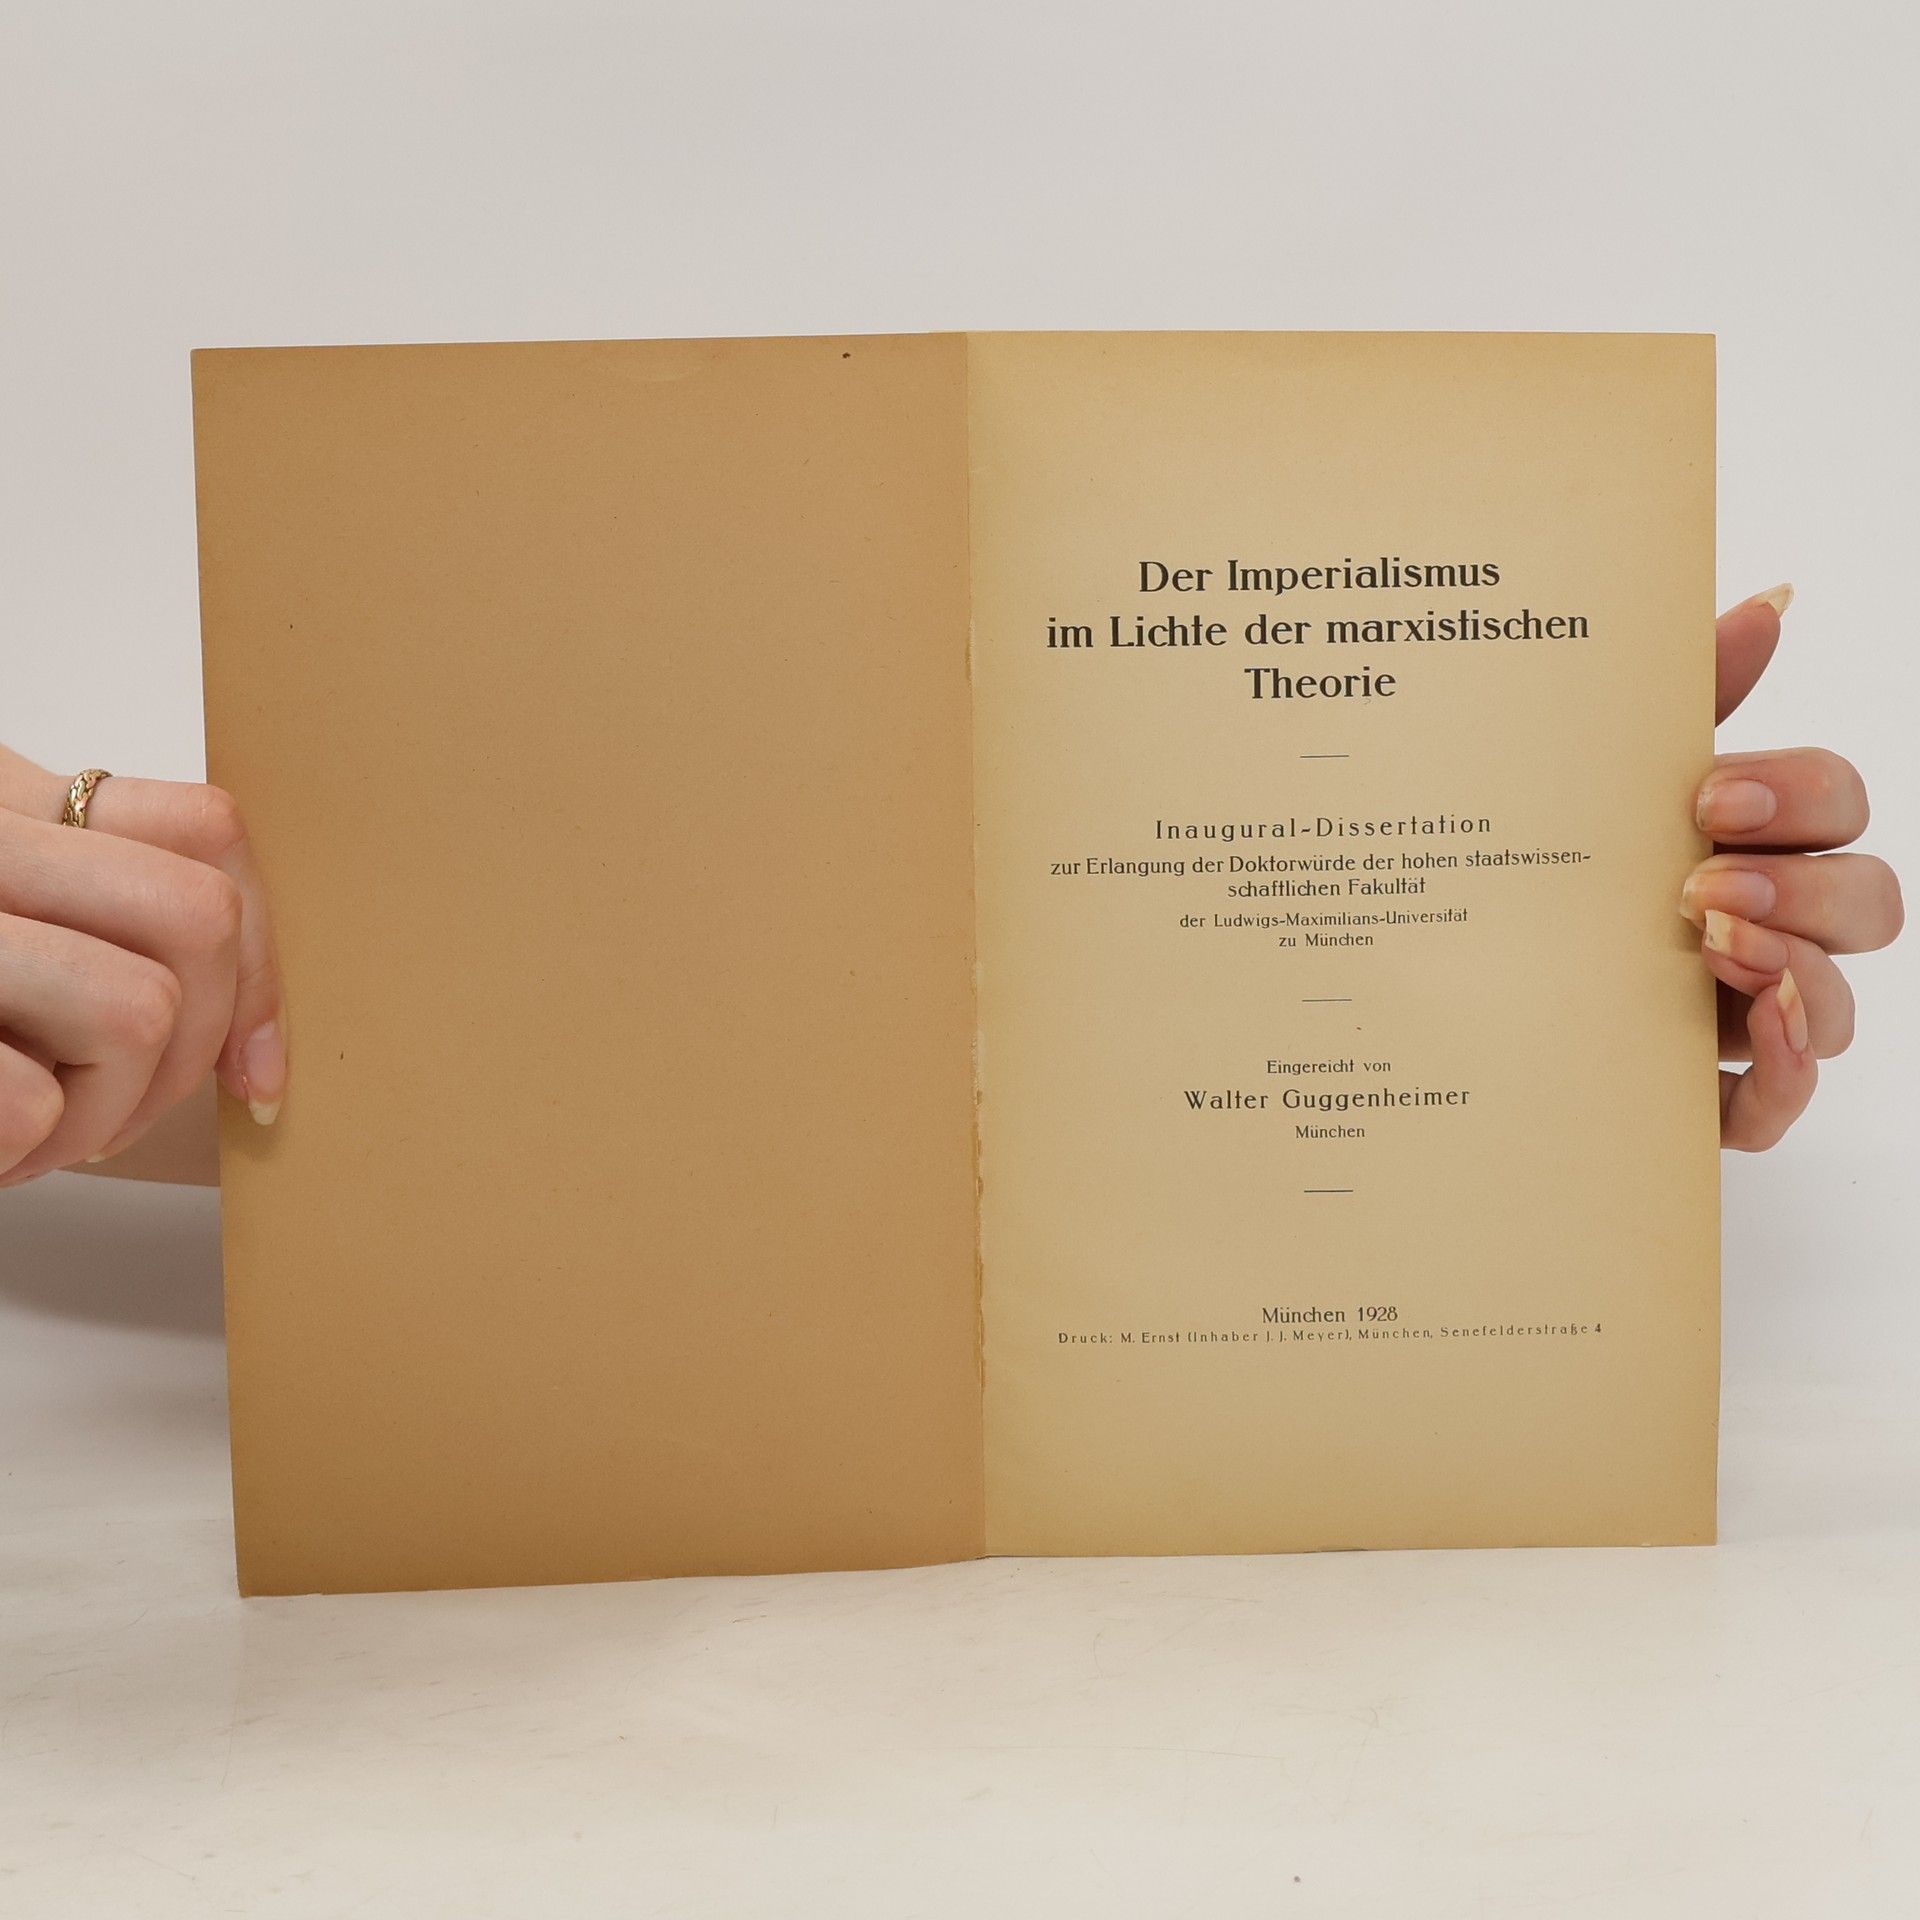 Der Imperialismus
im Lichte der marxistischen
Theorie
Inaugural-Dissertation
zur Erlangung der Doktorwürde der hohen staatswissen-
schaftlichen Fakultät
der Ludwigs-Maximilians-Universität
zu München
Eingereicht von
Walter Guggenheimer
München
München 1928
Druck: M. Ernst (Inhaber J. J. Meyer), München, Senefelderstraße 4